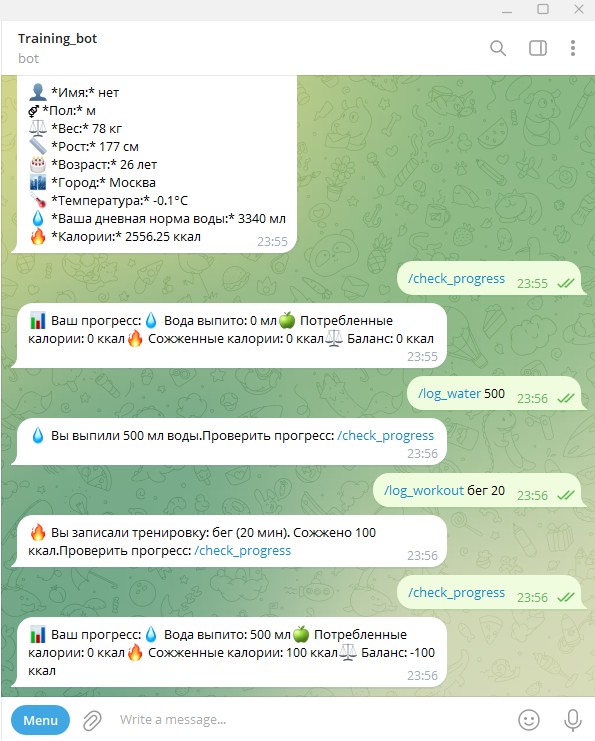 Training_bot
bot
👤 *Имя:* нет
⚤ *Пол:* м
⚖️ *Вес:* 78 кг
📏 *Рост:* 177 см
🎂 *Возраст:* 26 лет
🏙️ *Город:* Москва
🌡️ *Температура:* -0.1°C
💧 *Ваша дневная норма воды:* 3340 мл
🔥 *Калории:* 2556.25 ккал
23:55
/check_progress 23:55
📊 Ваш прогресс:💧 Вода выпито: 0 мл🍏 Потребленные
калории: 0 ккал🔥 Сожженные калории: 0 ккал⚖️ Баланс: 0 ккал
23:55
/log_water 500 23:56
💧 Вы выпили 500 мл воды.Проверить прогресс: /check_progress
23:56
/log_workout бег 20 23:56
🔥 Вы записали тренировку: бег (20 мин). Сожжено 100
ккал.Проверить прогресс: /check_progress 23:56
/check_progress 23:56
📊 Ваш прогресс:💧 Вода выпито: 500 мл🍏 Потребленные
калории: 0 ккал🔥 Сожженные калории: 100 ккал⚖️ Баланс: -100
ккал 23:56
Menu Write a message...